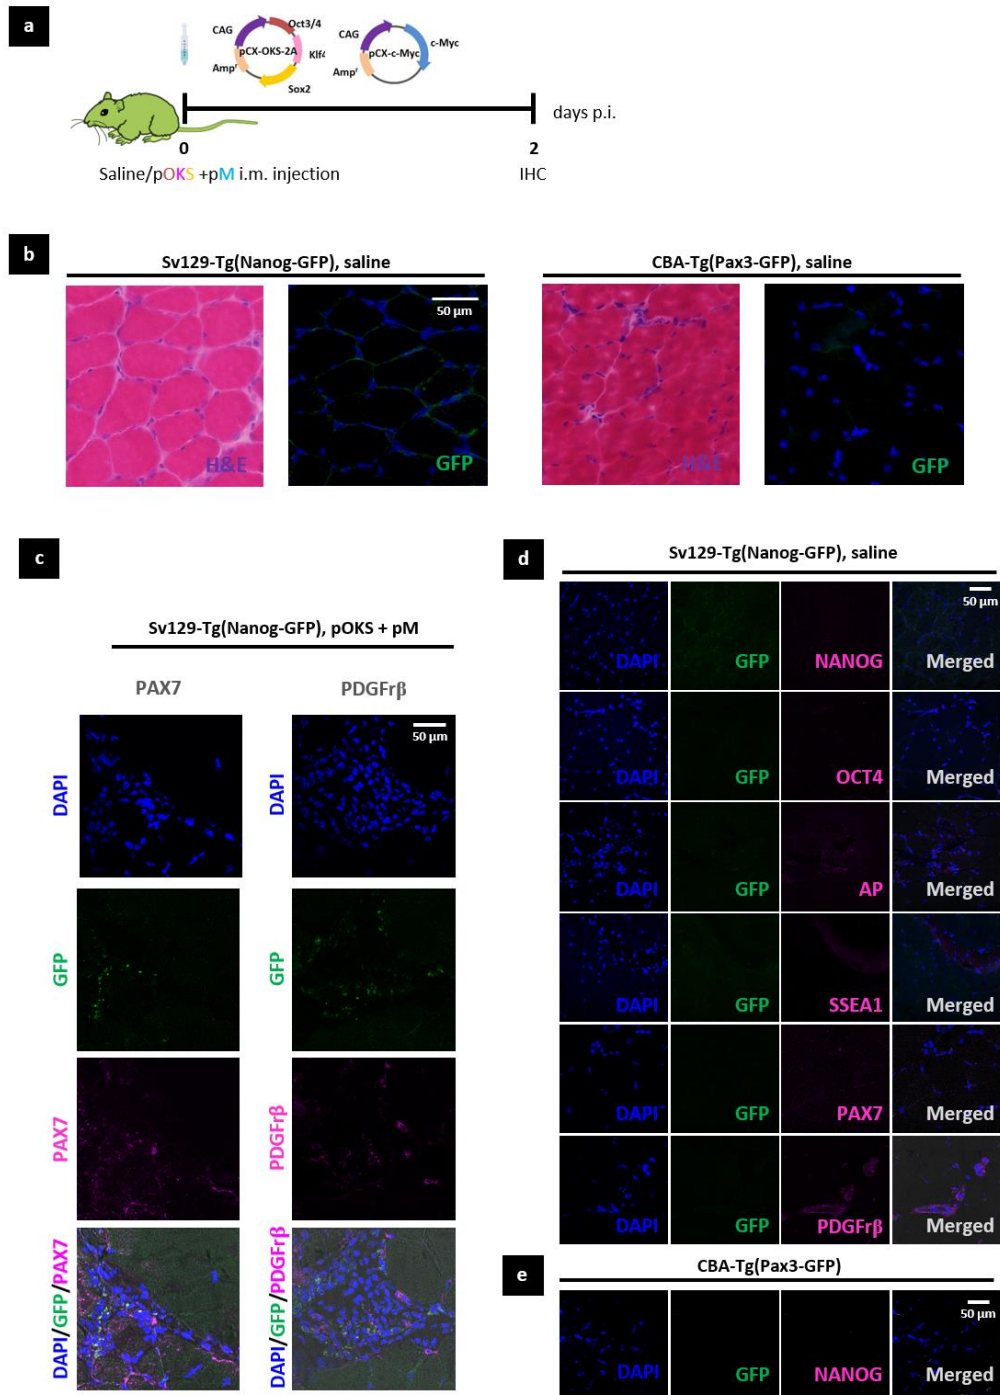 a
CAG
Oct3/4
pCX-OKS-2A
Klf4
Ampr
Sox2
CAG
c-Myc
pCX-c-Myc
Ampr
days p.i.
0
2
Saline/pOKS +pM i.m. injection
IHC
b
Sv129-Tg(Nanog-GFP), saline
H&E
50 µm
GFP
CBA-Tg(Pax3-GFP), saline
H&E
GFP
c
Sv129-Tg(Nanog-GFP), pOKS + pM
PAX7
PDGFrβ
DAPI
DAPI
50 µm
GFP
GFP
PAX7
PDGFrβ
DAPI/GFP/PAX7
DAPI/GFP/PDGFrβ
d
Sv129-Tg(Nanog-GFP), saline
50 µm
DAPI GFP NANOG Merged
DAPI GFP OCT4 Merged
DAPI GFP AP Merged
DAPI GFP SSEA1 Merged
DAPI GFP PAX7 Merged
DAPI GFP PDGFrβ Merged
e
CBA-Tg(Pax3-GFP)
50 µm
DAPI GFP NANOG Merged